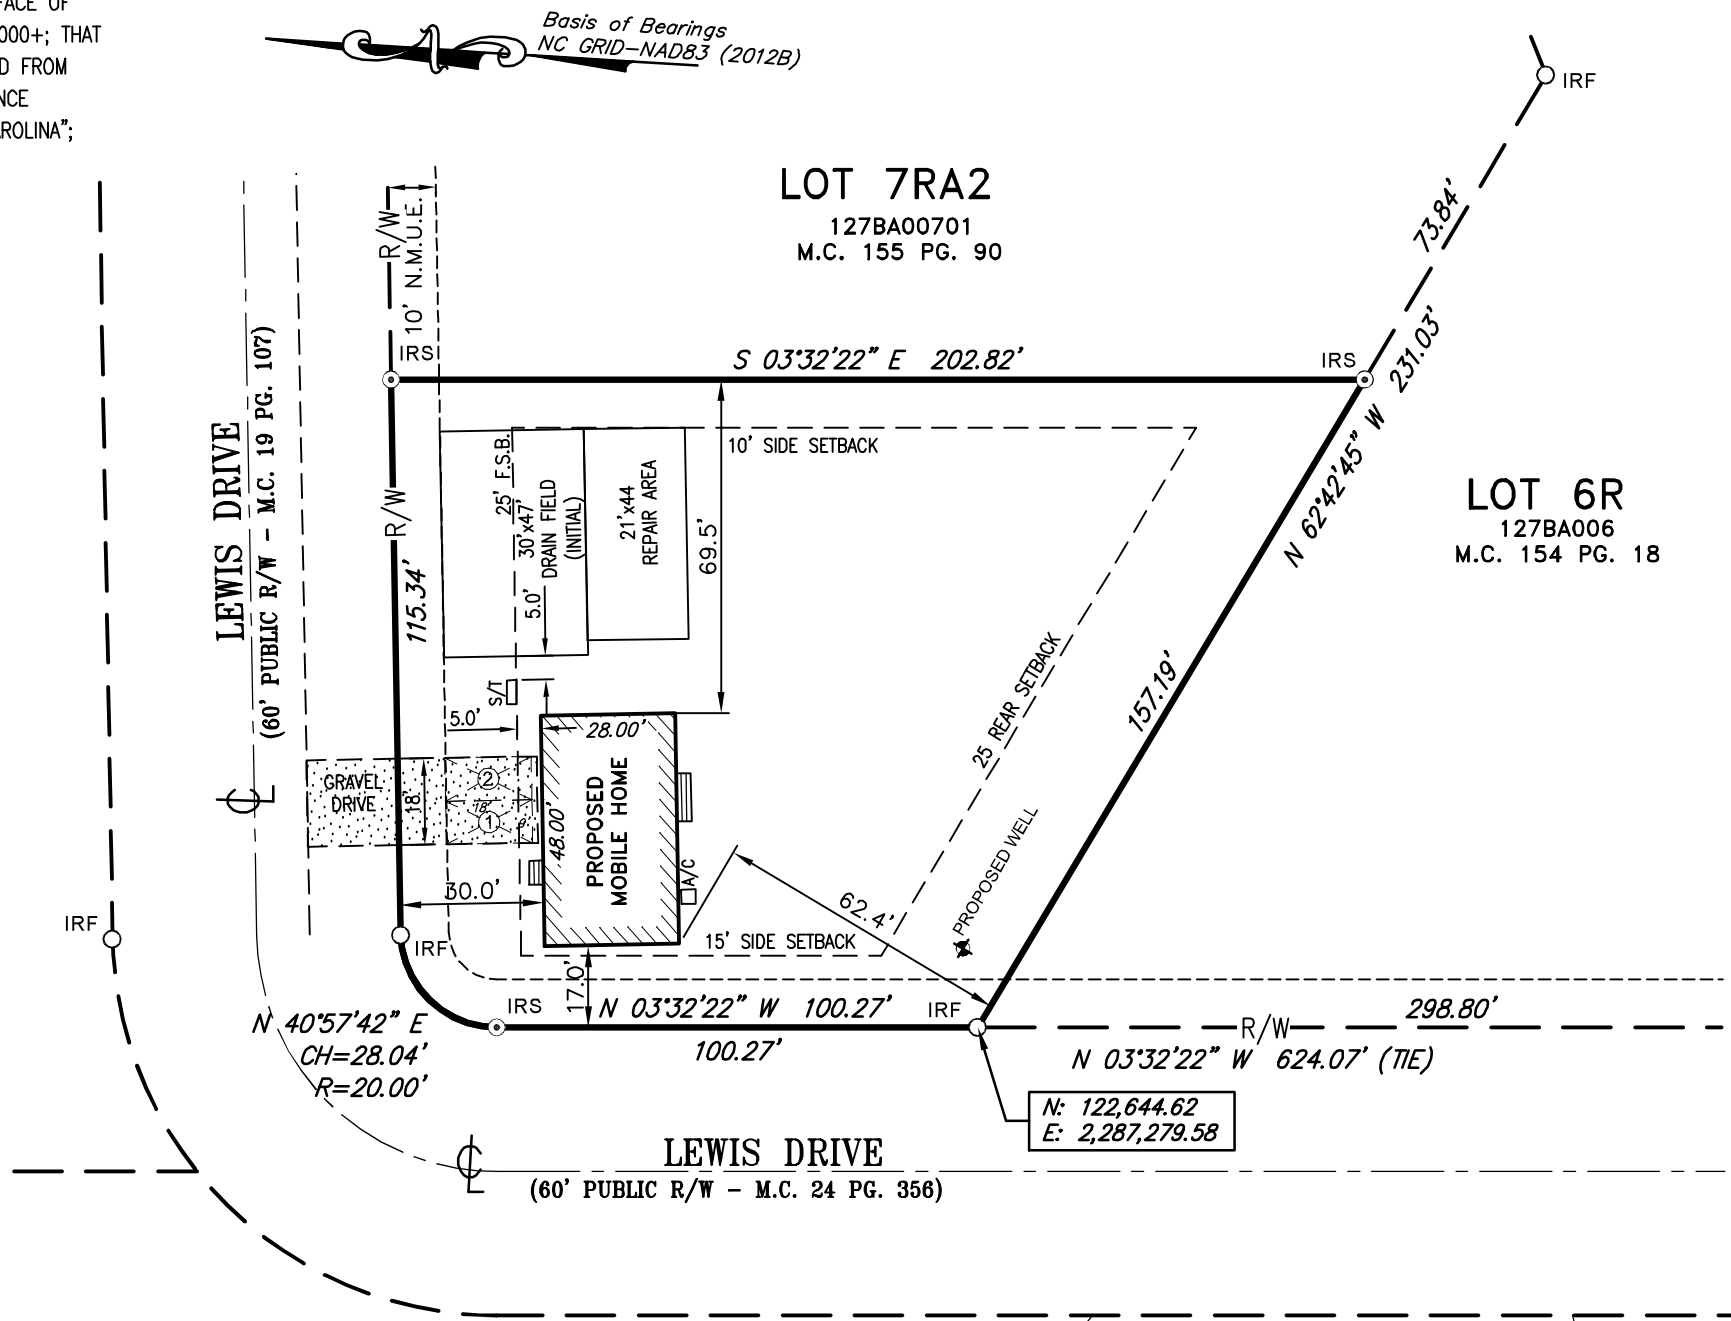 FACE OF
000+; THAT
D FROM
NCE
AROLINA";
Basis of Bearings
NC GRID-NAD83 (2012B)
IRF
LOT 7RA2
127BA00701
M.C. 155 PG. 90
73.84'
R/W
10' N.M.U.E.
IRS
S 03°32'22" E 202.82'
IRS
N 62°42'45" W 231.03'
LEWIS DRIVE
(60' PUBLIC R/W - M.C. 19 PG. 107)
R/W
115.34'
25' F.S.B.
30'x47'
DRAIN FIELD
(INITIAL)
5.0'
21'x44
REPAIR AREA
69.5'
10' SIDE SETBACK
LOT 6R
127BA006
M.C. 154 PG. 18
25 REAR SETBACK
157.19'
S/T
5.0'
28.00'
GRAVEL
DRIVE
18'
2
18'
1
9'
48.00'
PROPOSED
MOBILE HOME
A/C
30.0'
62.4'
PROPOSED WELL
IRF
IRF
15' SIDE SETBACK
17.0'
IRS
N 03°32'22" W 100.27'
IRF
298.80'
N 40°57'42" E
CH=28.04'
R=20.00'
100.27'
R/W
N 03°32'22" W 624.07' (TIE)
N: 122,644.62
E: 2,287,279.58
LEWIS DRIVE
(60' PUBLIC R/W - M.C. 24 PG. 356)